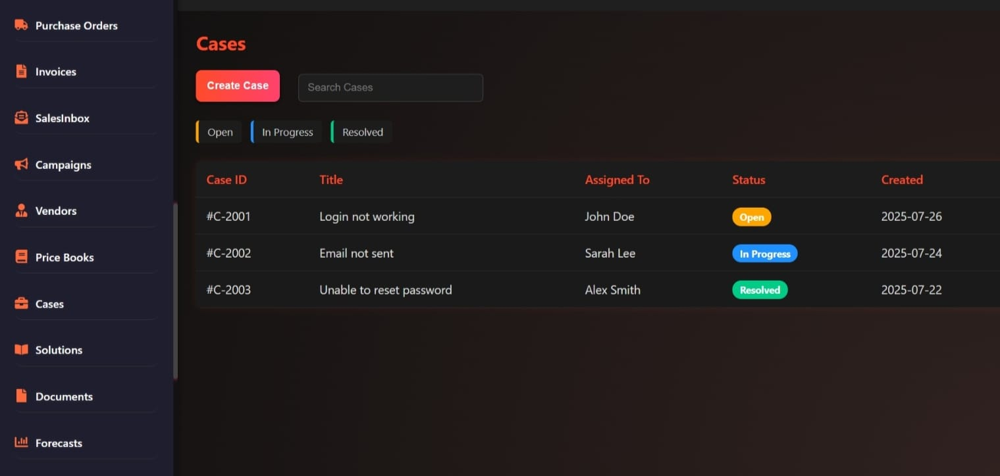 Purchase Orders
Invoices
SalesInbox
Campaigns
Vendors
Price Books
Cases
Solutions
Documents
Forecasts
Cases
Create Case Search Cases
Open In Progress Resolved
Case ID Title Assigned To Status Created
#C-2001 Login not working John Doe Open 2025-07-26
#C-2002 Email not sent Sarah Lee In Progress 2025-07-24
#C-2003 Unable to reset password Alex Smith Resolved 2025-07-22